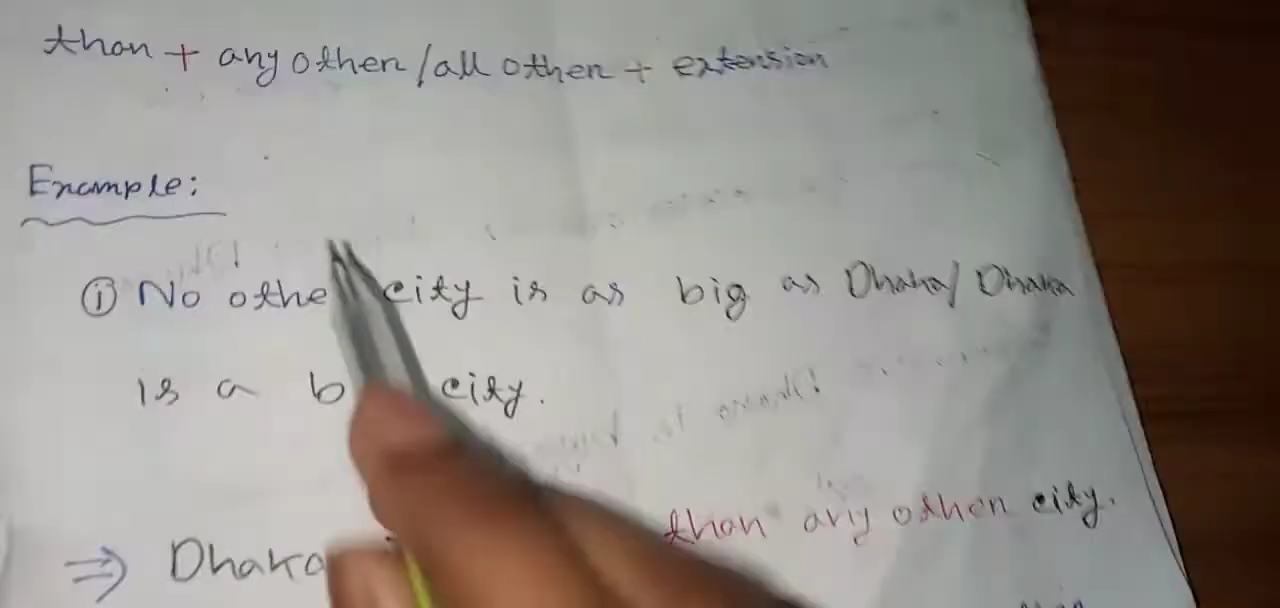 than + any other/all other + extension
Example:
① No othe city is as big as Dhaka/ Dhaka
is a b city.
⇒ Dhaka than any other city.